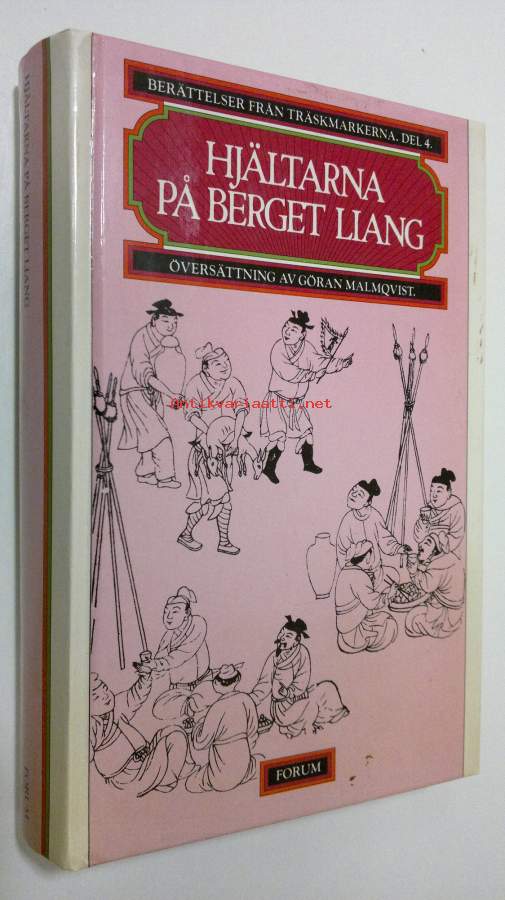 BERÄTTELSER FRÅN TRÄSKMARKERNA. DEL 4.
HJÄLTARNA
PÅ BERGET LIANG
ÖVERSÄTTNING AV GÖRAN MALMQVIST.
Antikvariaatti.net
FORUM
HJÄLTARNA PÅ BERGET LIANG
FORUM